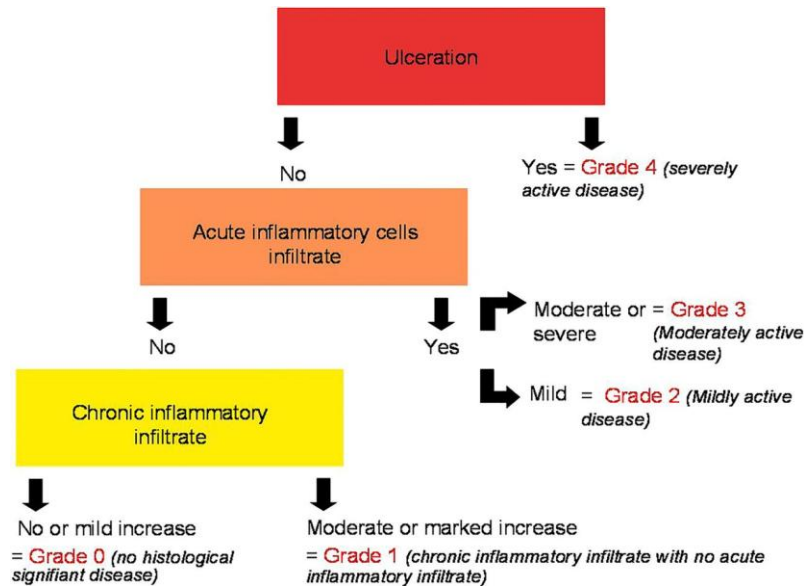 Ulceration
No
Yes = Grade 4 (severely
active disease)
Acute inflammatory cells
infiltrate
No
Yes
Moderate or = Grade 3
severe (Moderately active
disease)
Mild = Grade 2 (Mildly active
disease)
Chronic inflammatory
infiltrate
No or mild increase
= Grade 0 (no histological
signifiant disease)
Moderate or marked increase
= Grade 1 (chronic inflammatory infiltrate with no acute
inflammatory infiltrate)